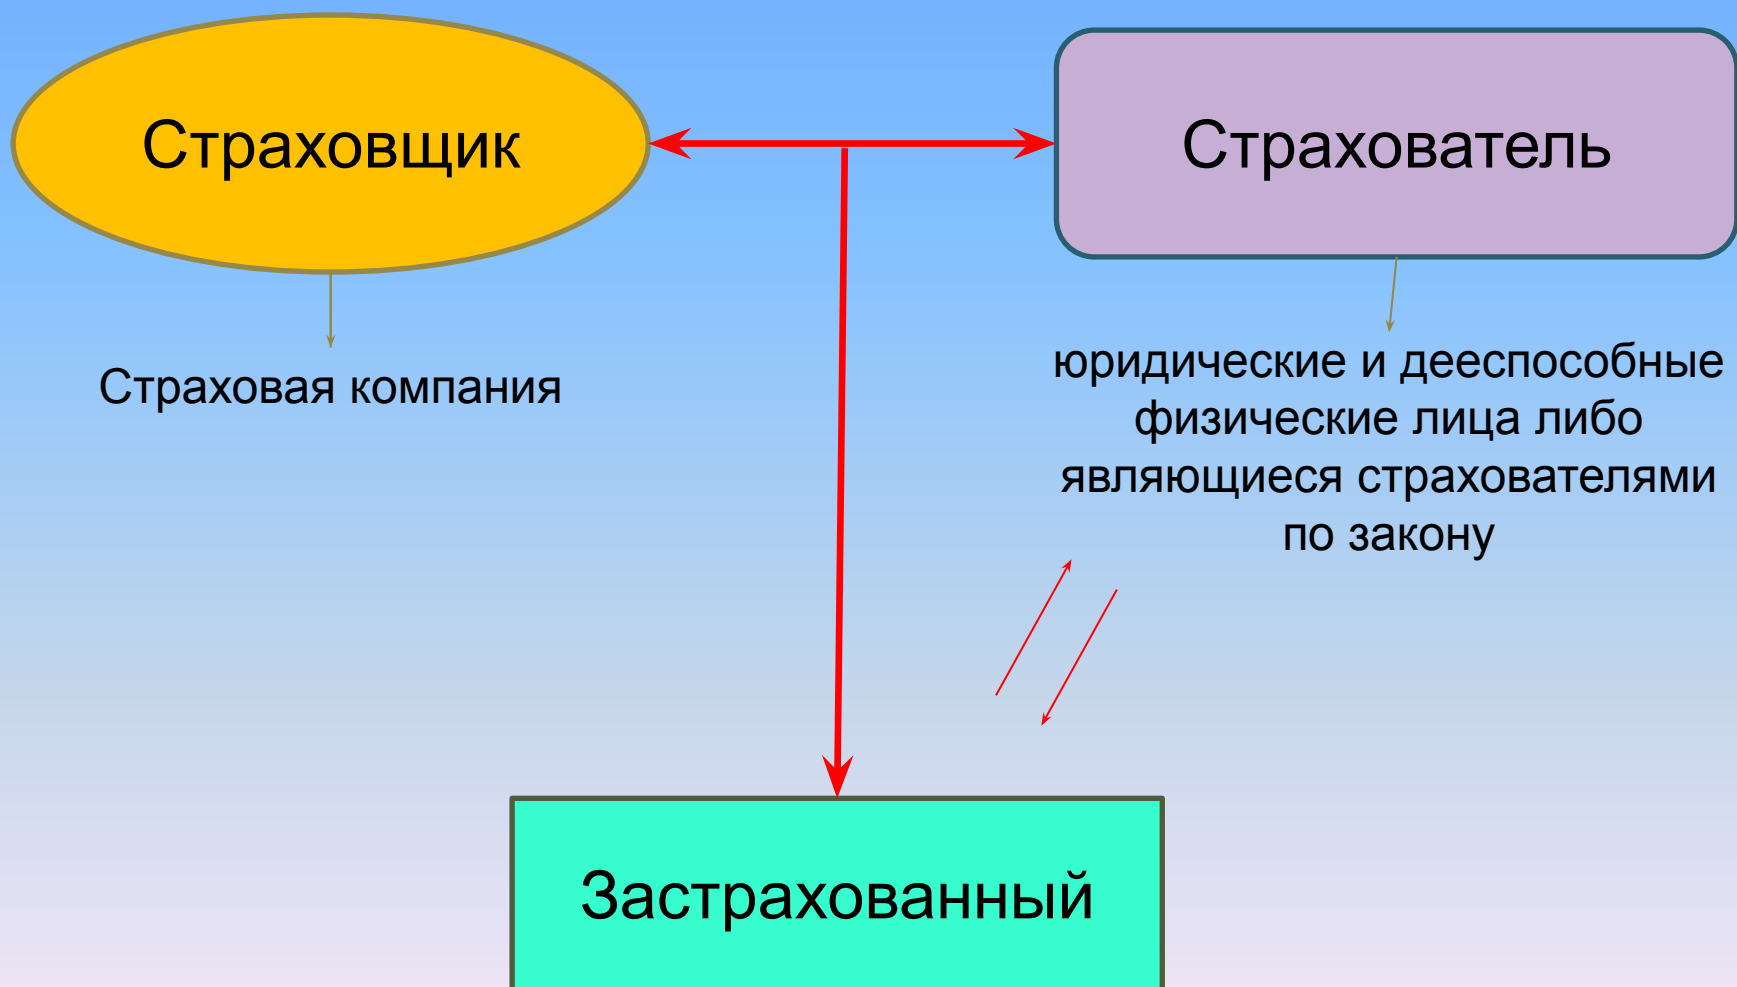 Страховщик
Страхователь
Страховая компания
юридические и дееспособные
физические лица либо
являющиеся страхователями
по закону
Застрахованный